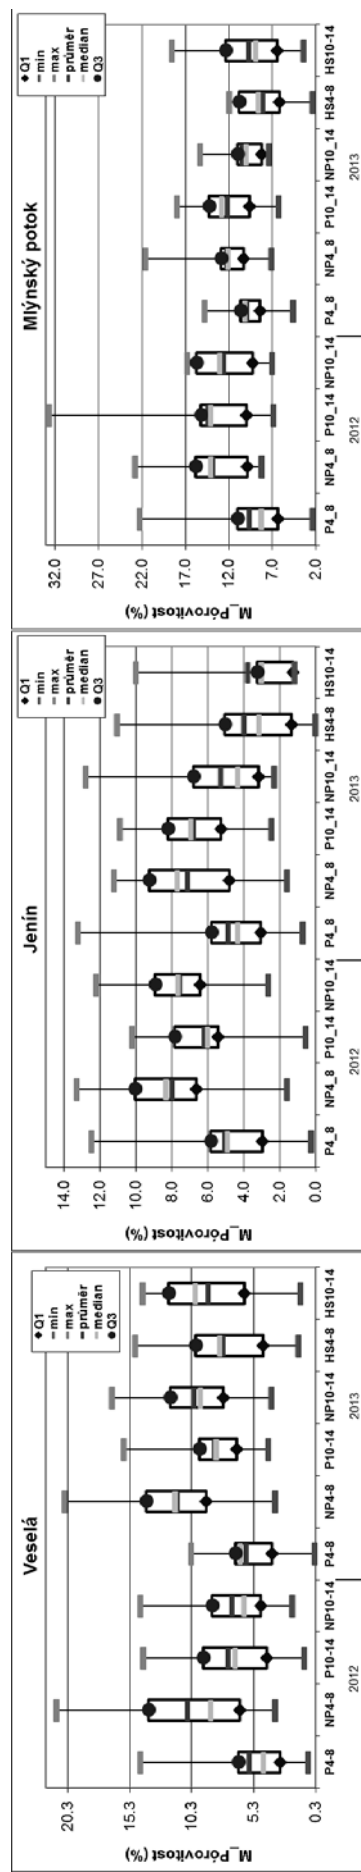 Veselá
M_Pórovitost (%)
20.3
15.3
10.3
5.3
0.3
◆ Q1
– min
– max
– průměr
– median
● Q3
P4-8
NP4-8
P10-14
NP10-14
P4-8
NP4-8
P10-14
NP10-14
HS4-8
HS10-14
2012
2013
Jenín
M_Pórovitost (%)
14.0
12.0
10.0
8.0
6.0
4.0
2.0
0.0
◆ Q1
– min
– max
– průměr
– median
● Q3
P4_8
NP4_8
P10_14
NP10_14
P4_8
NP4_8
P10_14
NP10_14
HS4-8
HS10-14
2012
2013
Mlýnský potok
M_Pórovitost (%)
32.0
27.0
22.0
17.0
12.0
7.0
2.0
◆ Q1
– min
– max
– průměr
– median
● Q3
P4_8
NP4_8
P10_14
NP10_14
P4_8
NP4_8
P10_14
NP10_14
HS4-8
HS10-14
2012
2013